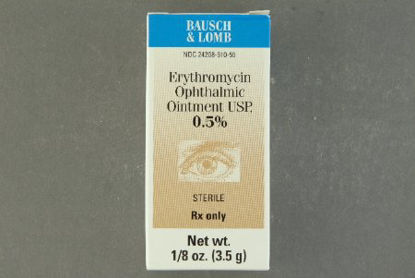 BAUSCH
& LOMB
NDC 24208-910-55
Erythromycin
Ophthalmic
Ointment USP,
0.5%
STERILE
Rx only
Net wt.
1/8 oz. (3.5 g)